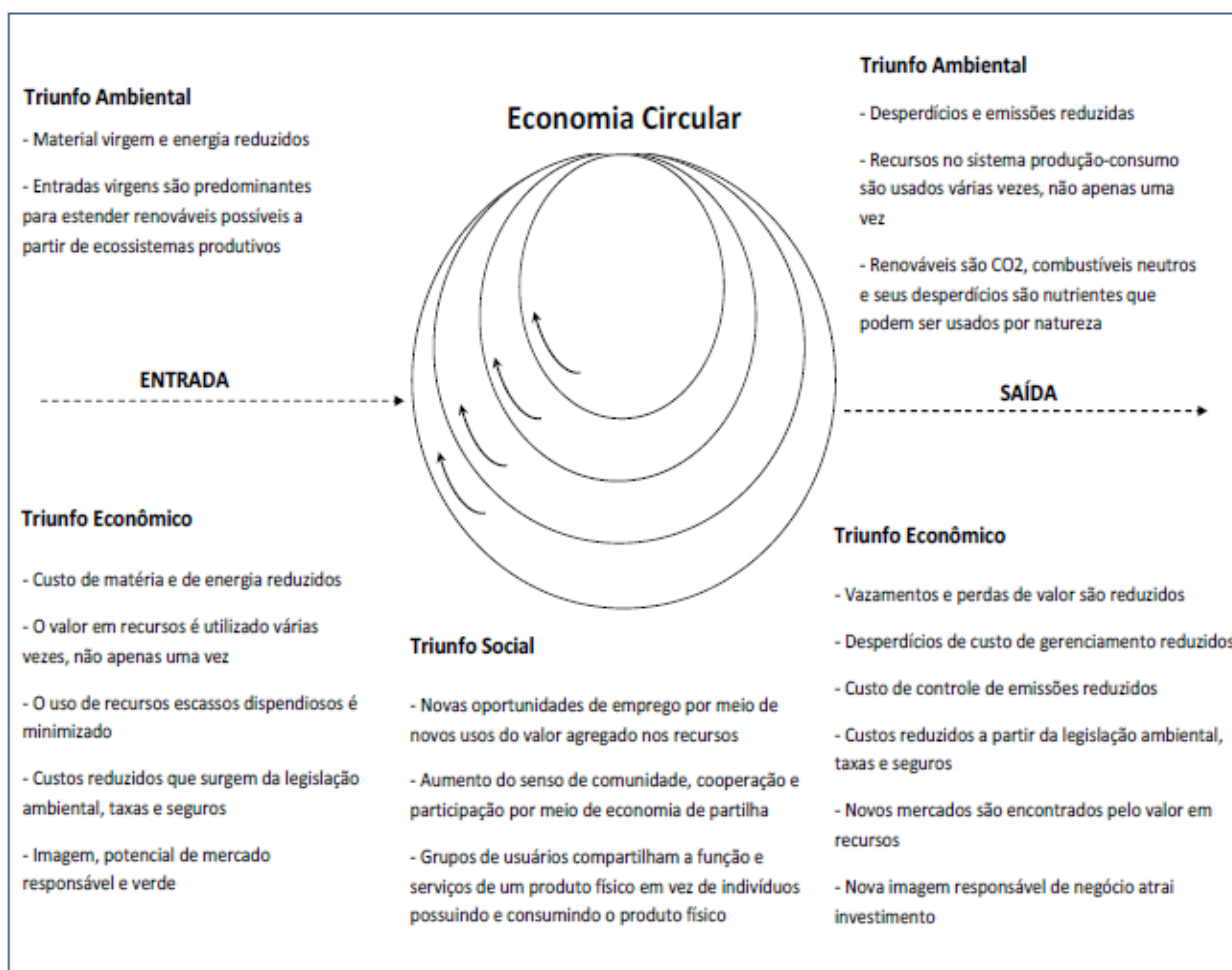 Economia Circular
Triunfo Ambiental
- Material virgem e energia reduzidos
- Entradas virgens são predominantes
para estender renováveis possíveis a
partir de ecossistemas produtivos
ENTRADA
Triunfo Econômico
- Custo de matéria e de energia reduzidos
- O valor em recursos é utilizado várias
vezes, não apenas uma vez
- O uso de recursos escassos dispendiosos é
minimizado
- Custos reduzidos que surgem da legislação
ambiental, taxas e seguros
- Imagem, potencial de mercado
responsável e verde
Triunfo Social
- Novas oportunidades de emprego por meio de
novos usos do valor agregado nos recursos
- Aumento do senso de comunidade, cooperação e
participação por meio de economia de partilha
- Grupos de usuários compartilham a função e
serviços de um produto físico em vez de indivíduos
possuindo e consumindo o produto físico
Triunfo Ambiental
- Desperdícios e emissões reduzidas
- Recursos no sistema produção-consumo
são usados várias vezes, não apenas uma
vez
- Renováveis são CO2, combustíveis neutros
e seus desperdícios são nutrientes que
podem ser usados por natureza
SAÍDA
Triunfo Econômico
- Vazamentos e perdas de valor são reduzidos
- Desperdícios de custo de gerenciamento reduzidos
- Custo de controle de emissões reduzidos
- Custos reduzidos a partir da legislação ambiental,
taxas e seguros
- Novos mercados são encontrados pelo valor em
recursos
- Nova imagem responsável de negócio atrai
investimento